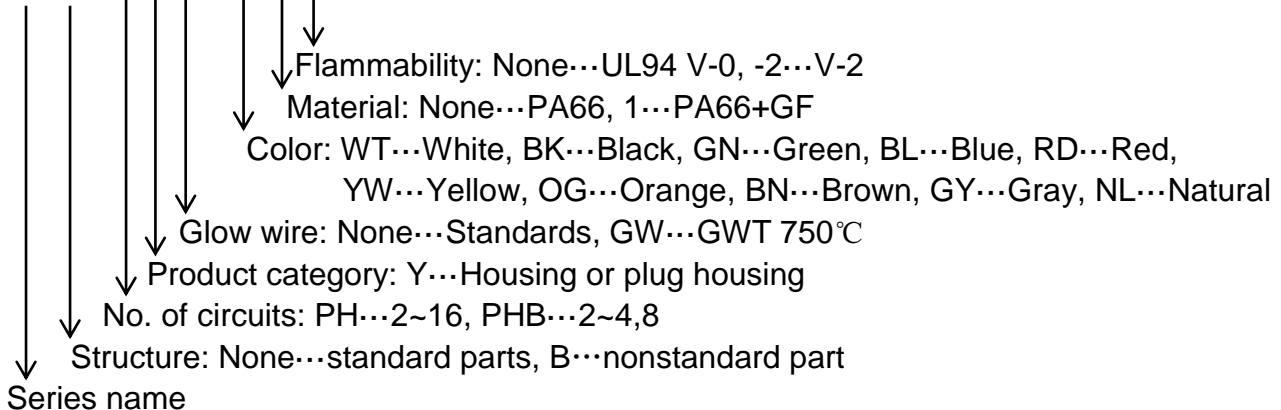 Flammability: None···UL94 V-0, -2···V-2
Material: None···PA66, 1···PA66+GF
Color: WT···White, BK···Black, GN···Green, BL···Blue, RD···Red,
YW···Yellow, OG···Orange, BN···Brown, GY···Gray, NL···Natural
Glow wire: None···Standards, GW···GWT 750℃
Product category: Y···Housing or plug housing
No. of circuits: PH···2~16, PHB···2~4,8
Structure: None···standard parts, B···nonstandard part
Series name